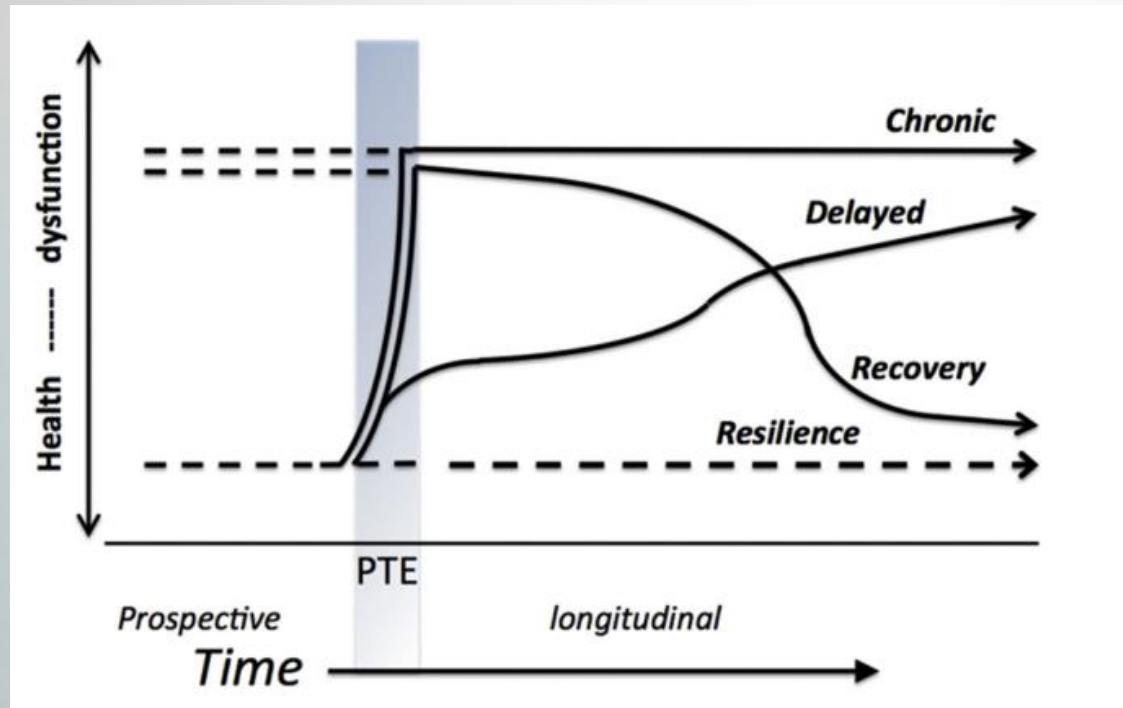 Health ------ dysfunction
Chronic
Delayed
Recovery
Resilience
PTE
Prospective
longitudinal
Time